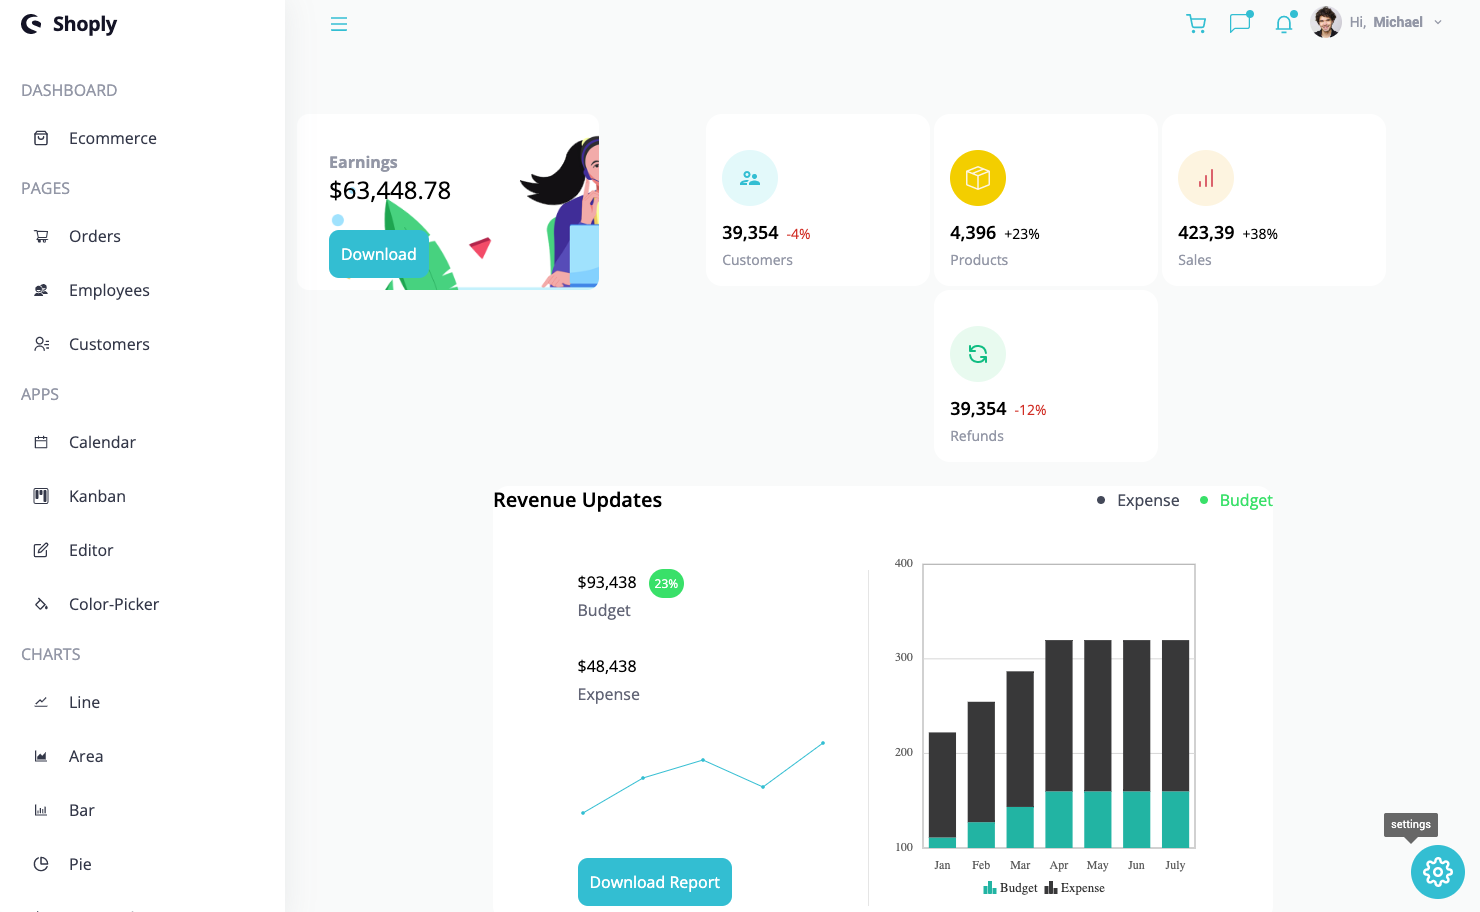 Shoply
Hi, Michael
DASHBOARD
Ecommerce
PAGES
Orders
Employees
Customers
APPS
Calendar
Kanban
Editor
Color-Picker
CHARTS
Line
Area
Bar
Pie
Earnings
$63,448.78
Download
39,354 -4%
Customers
4,396 +23%
Products
423,39 +38%
Sales
39,354 -12%
Refunds
Revenue Updates
Expense Budget
$93,438 23%
Budget
$48,438
Expense
Download Report
400
300
200
100
Jan Feb Mar Apr May Jun July
Budget Expense
settings